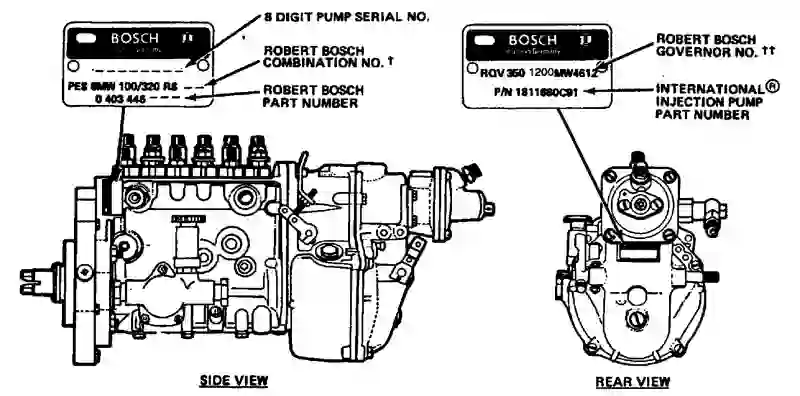 8 DIGIT PUMP SERIAL NO.
BOSCH
ROBERT BOSCH
COMBINATION NO. †
PES 6MW 100/320 RS
ROBERT BOSCH
PART NUMBER
0 403 446
BOSCH
Germany
ROBERT BOSCH
GOVERNOR NO. ††
RQV 350 1200MW4612
INTERNATIONAL®
INJECTION PUMP
PART NUMBER
P/N 1811680C91
SIDE VIEW
REAR VIEW